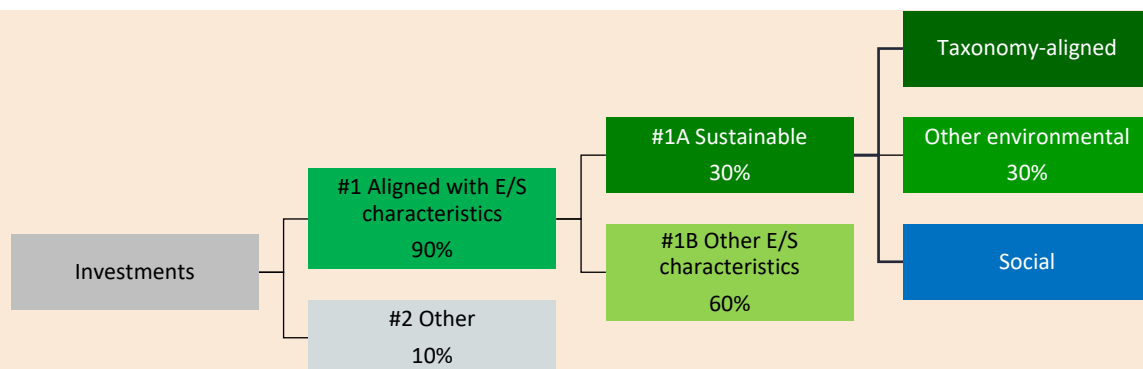 Investments
#1 Aligned with E/S
characteristics
90%
#2 Other
10%
#1A Sustainable
30%
#1B Other E/S
characteristics
60%
Taxonomy-aligned
Other environmental
30%
Social